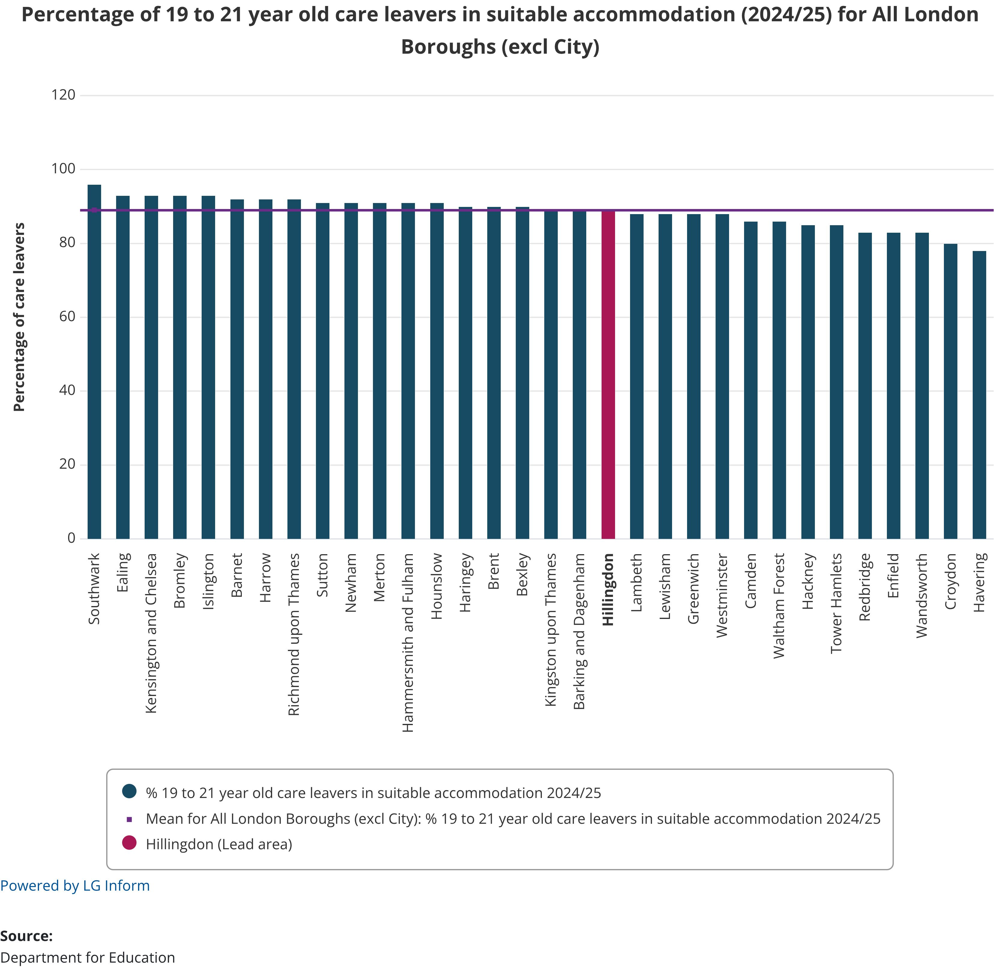 Percentage of 19 to 21 year old care leavers in suitable accommodation (2024/25) for All London
Boroughs (excl City)
120
100
80
60
40
20
0
Percentage of care leavers
Southwark
Ealing
Kensington and Chelsea
Bromley
Islington
Barnet
Harrow
Richmond upon Thames
Sutton
Newham
Merton
Hammersmith and Fulham
Hounslow
Haringey
Brent
Bexley
Kingston upon Thames
Barking and Dagenham
Hillingdon
Lambeth
Lewisham
Greenwich
Westminster
Camden
Waltham Forest
Hackney
Tower Hamlets
Redbridge
Enfield
Wandsworth
Croydon
Havering
% 19 to 21 year old care leavers in suitable accommodation 2024/25
Mean for All London Boroughs (excl City): % 19 to 21 year old care leavers in suitable accommodation 2024/25
Hillingdon (Lead area)
Powered by LG Inform
Source:
Department for Education